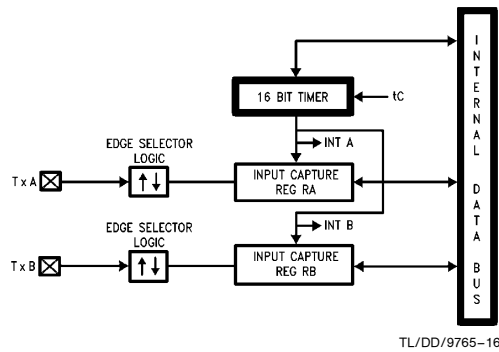 16 BIT TIMER
tC
INT A
EDGE SELECTOR
LOGIC
TxA
↑↓
INPUT CAPTURE
REG RA
INT B
EDGE SELECTOR
LOGIC
TxB
↑↓
INPUT CAPTURE
REG RB
INTERNAL DATA BUS
TL/DD/9765–16